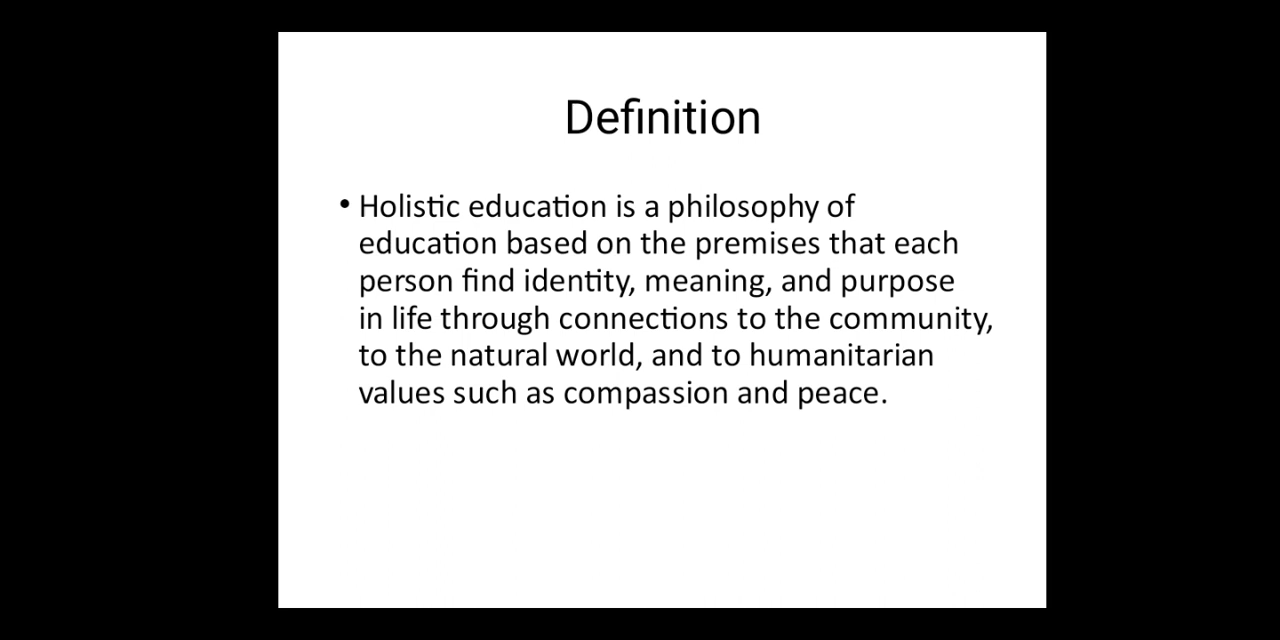 Definition
• Holistic education is a philosophy of
education based on the premises that each
person find identity, meaning, and purpose
in life through connections to the community,
to the natural world, and to humanitarian
values such as compassion and peace.